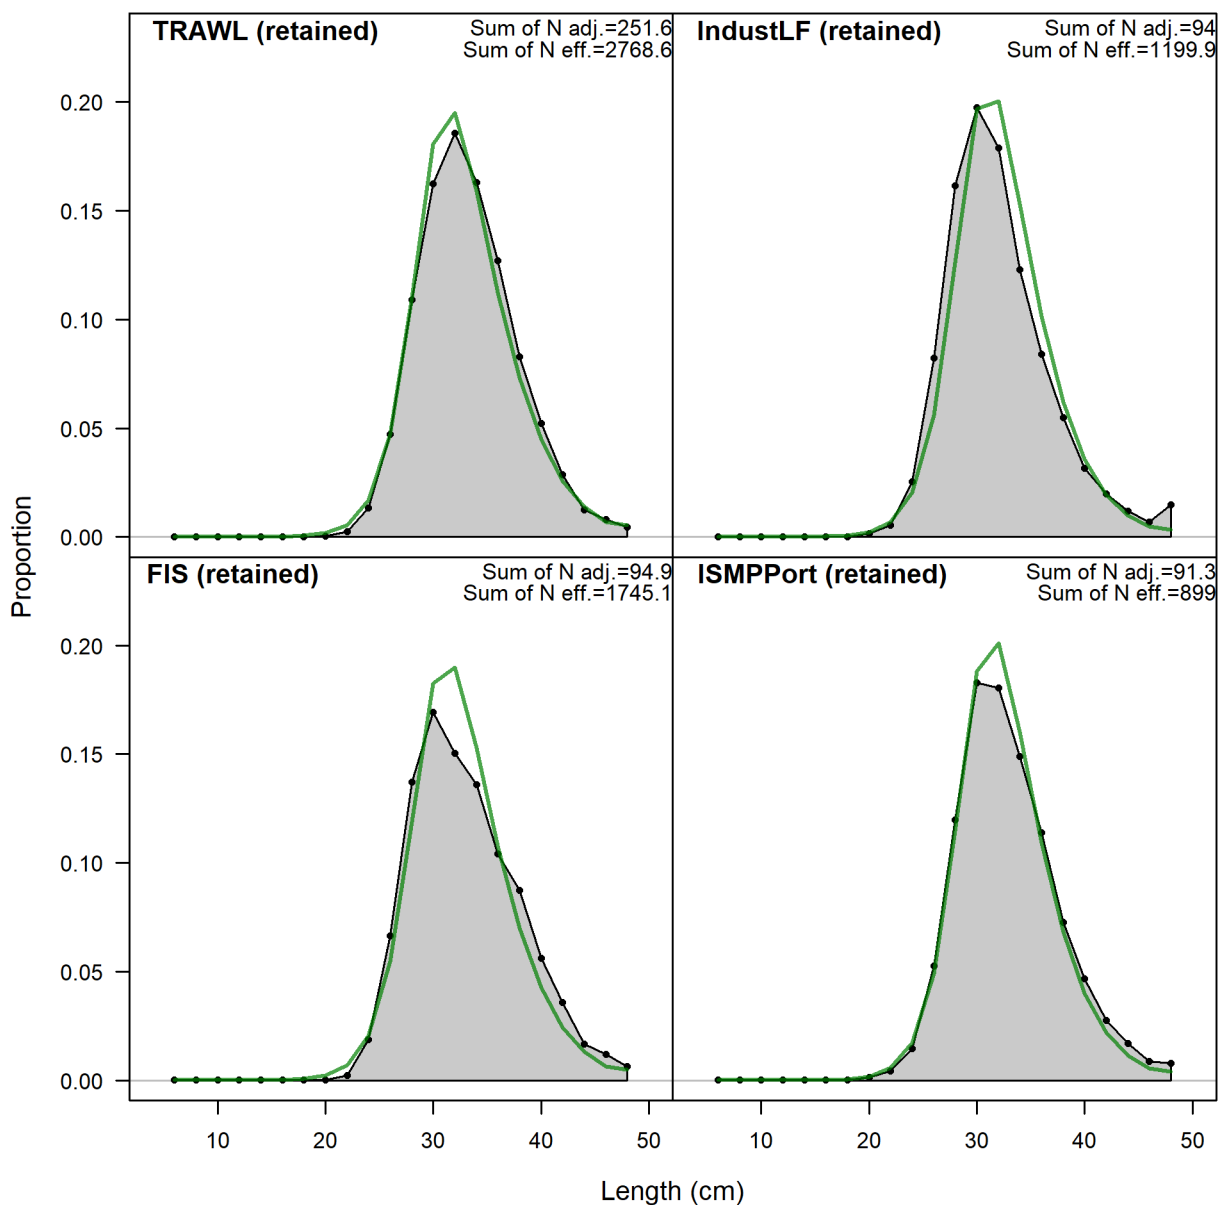 TRAWL (retained)
Sum of N adj.=251.6
Sum of N eff.=2768.6
IndustLF (retained)
Sum of N adj.=94
Sum of N eff.=1199.9
0.20
0.15
0.10
0.05
0.00
FIS (retained)
Sum of N adj.=94.9
Sum of N eff.=1745.1
ISMPPort (retained)
Sum of N adj.=91.3
Sum of N eff.=899
0.20
0.15
0.10
0.05
0.00
Proportion
10 20 30 40 50
10 20 30 40 50
Length (cm)